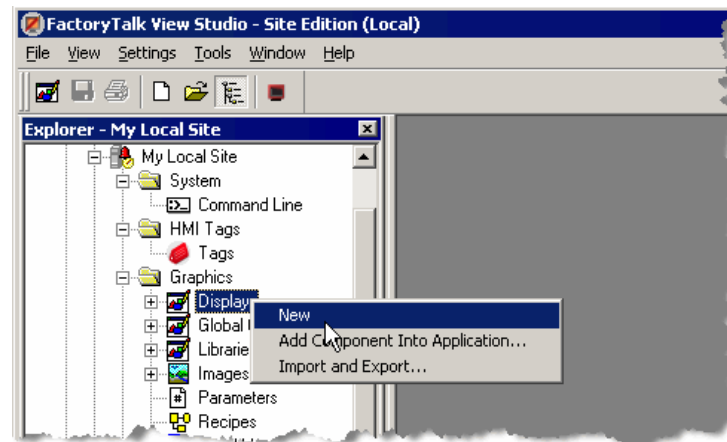 FactoryTalk View Studio - Site Edition (Local)
File View Settings Tools Window Help
Explorer - My Local Site
My Local Site
System
Command Line
HMI Tags
Tags
Graphics
Display
New
Global
Add Component Into Application...
Librarie
Import and Export...
Images
Parameters
Recipes